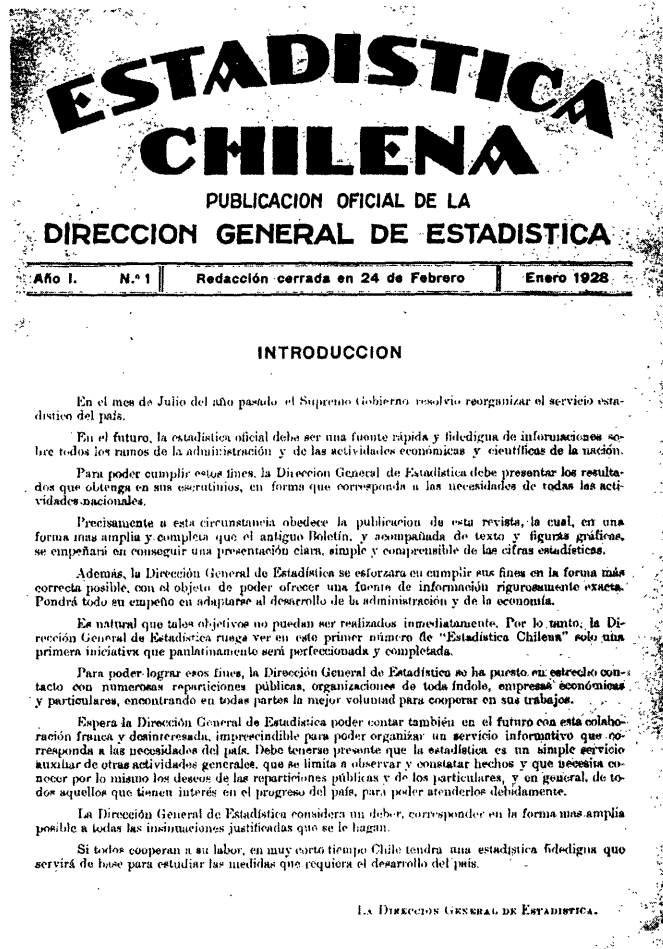 ESTADISTICA
CHILENA
PUBLICACION OFICIAL DE LA
DIRECCION GENERAL DE ESTADISTICA
Año I. N.º 1 Redacción cerrada en 24 de Febrero Enero 1928
INTRODUCCION
En el mes de Julio del año pasado el Supremo Gobierno resolvio reorganizar el servicio esta-
dístico del país.
En el futuro, la estadística oficial debe ser una fuente rápida y fidedigna de informaciones so-
bre todos los ramos de la administración y de las actividades económicas y científicas de la nación.
Para poder cumplir estos fines, la Direccion General de Estadística debe presentar los resulta-
dos que obtenga en sus escrutinios, en forma que corresponda a las necesidades de todas las acti-
vidades nacionales.
Precisamente a esta circunstancia obedece la publicacion de esta revista, la cual, en una
forma mas amplia y completa que el antiguo Boletín, y acompañada de texto y figuras gráficas,
se empeñará en conseguir una presentación clara, simple y comprensible de las cifras estadísticas.
Además, la Dirección General de Estadística se esforzara en cumplir sus fines en la forma más
correcta posible, con el objeto de poder ofrecer una fuente de información rigurosamente exacta.
Pondrá todo su empeño en adaptarse al desarrollo de la administración y de la economía.
Es natural que tales objetivos no puedan ser realizados inmediatamente. Por lo tanto, la Di-
rección General de Estadística ruega ver en este primer número de "Estadística Chilena" solo una
primera iniciativa que paulatinamente será perfeccionada y completada.
Para poder lograr esos fines, la Dirección General de Estadística se ha puesto en estrecho con-
tacto con numerosas reparticiones públicas, organizaciones de toda índole, empresas económicas
y particulares, encontrando en todas partes la mejor voluntad para cooperar en sus trabajos.
Espera la Dirección General de Estadística poder contar también en el futuro con esta colabo-
ración franca y desinteresada, imprescindible para poder organizar un servicio informativo que co-
rresponda a las necesidades del país. Debe tenerse presente que la estadística es un simple servicio
auxiliar de otras actividades generales, que se limita a observar y constatar hechos y que necesita co-
nocer por lo mismo los deseos de las reparticiones públicas y de los particulares, y en general, de to-
dos aquellos que tienen interés en el progreso del país, para poder atenderlos debidamente.
La Dirección General de Estadística considera un deber, corresponder en la forma mas amplia
posible a todas las insinuaciones justificadas que se le hagan.
Si todos cooperan a su labor, en muy corto tiempo Chile tendra una estadística fidedigna que
servirá de base para estudiar las medidas que requiera el desarrollo del país.
LA DIRECCION GENERAL DE ESTADISTICA.